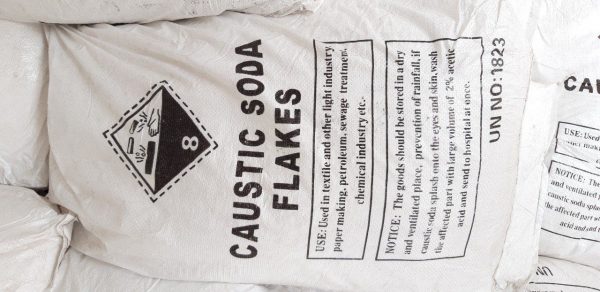 8
CAUSTIC SODA
FLAKES
USE: Used in textile and other light industry,
paper making, petroleum, sewage treatment,
chemical industry etc.
NOTICE: The goods should be stored in a dry
and ventilated place, prevention of rainfall, if
caustic soda splash onto the eyes and skin, wash
the affected part with large volume of 2% acetic
acid and send to hospital at once.
UN NO:1823
CAU
USE: Used
paper mak
NOTICE: The
and ventilated
caustic soda spla
the affected part w
acid and
UN